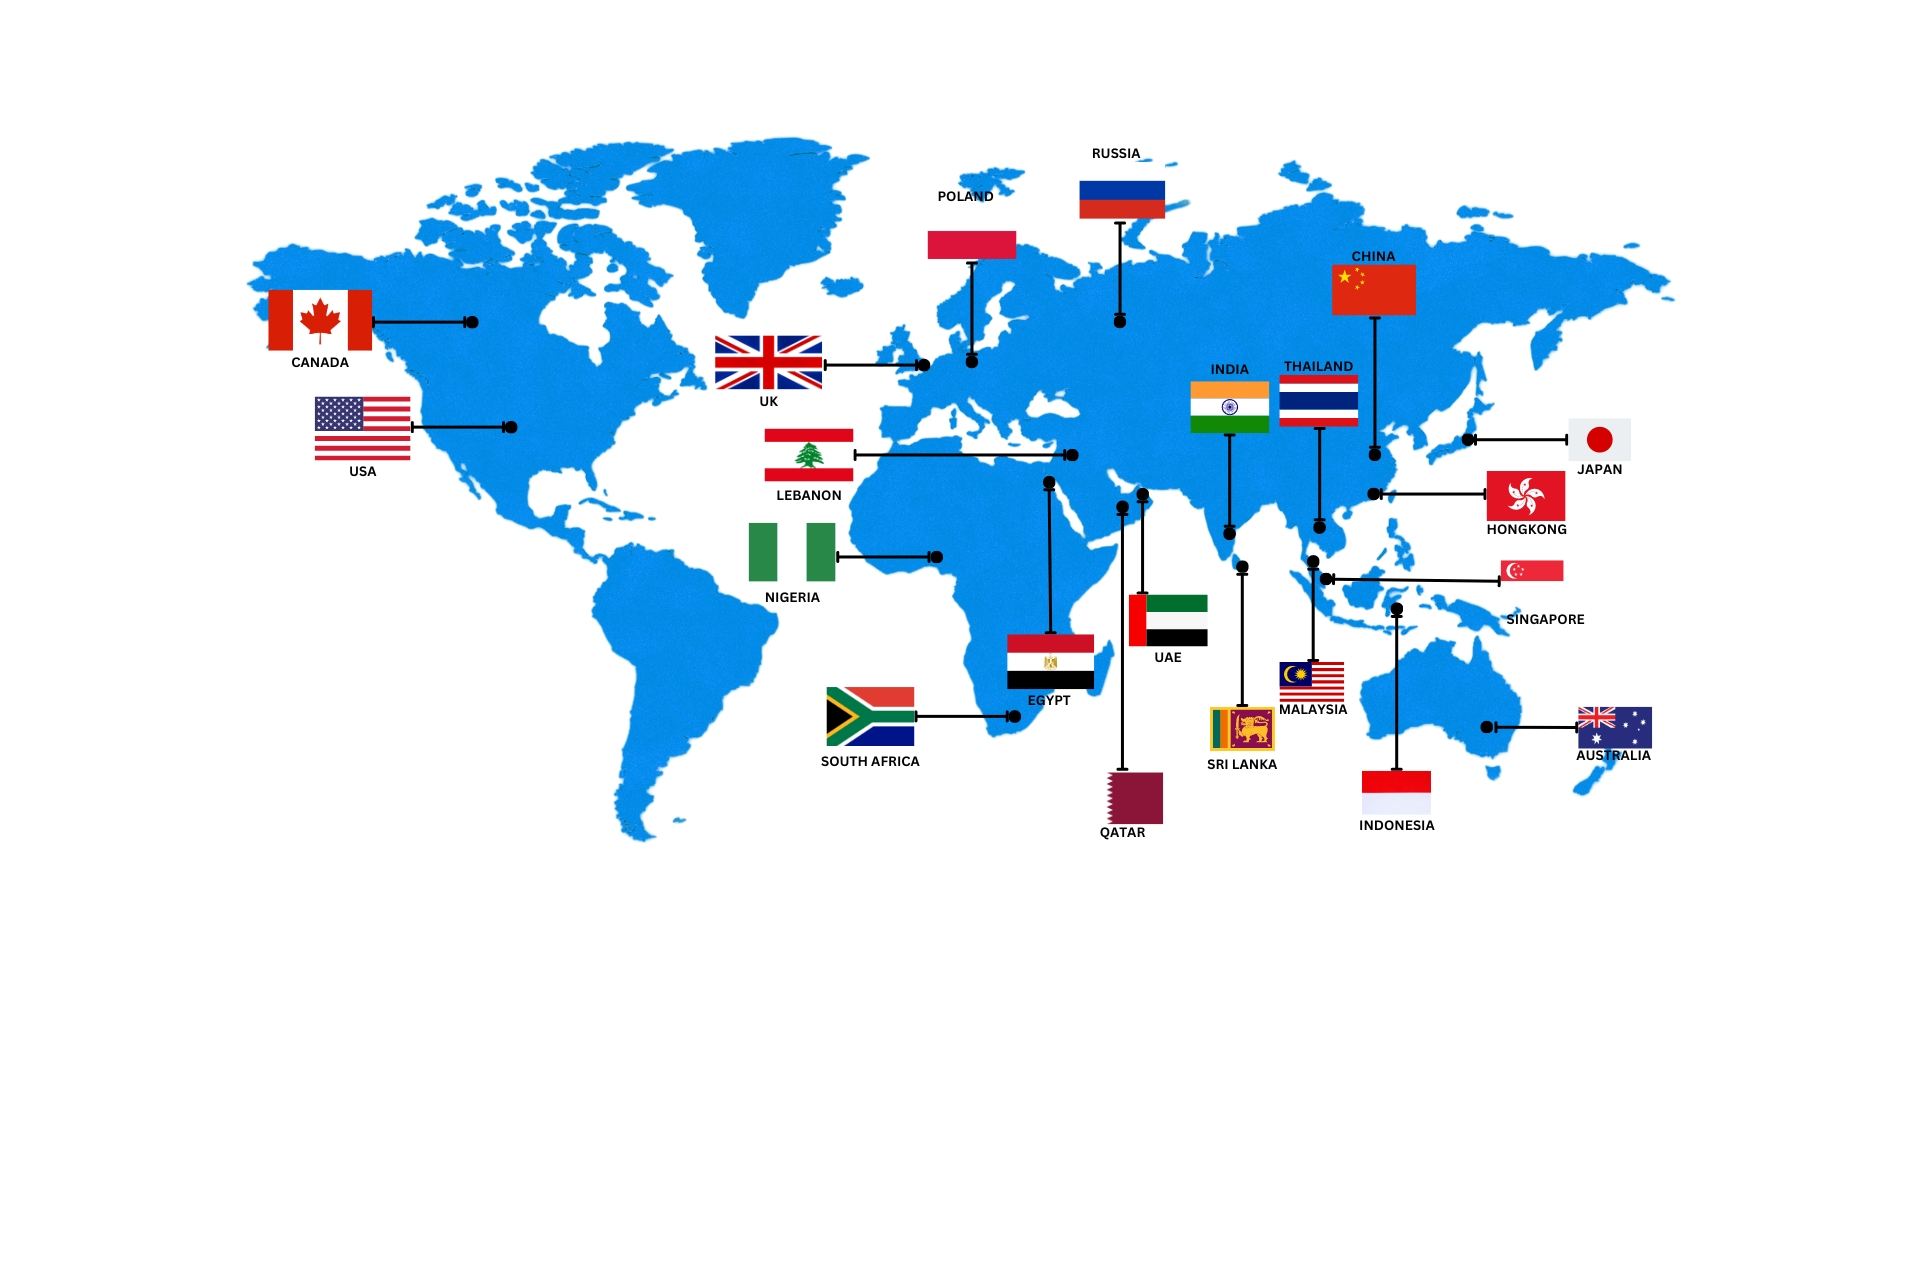 RUSSIA
POLAND
CHINA
CANADA
INDIA
THAILAND
UK
USA
JAPAN
LEBANON
HONGKONG
NIGERIA
SINGAPORE
UAE
EGYPT
MALAYSIA
SOUTH AFRICA
SRI LANKA
AUSTRALIA
INDONESIA
QATAR